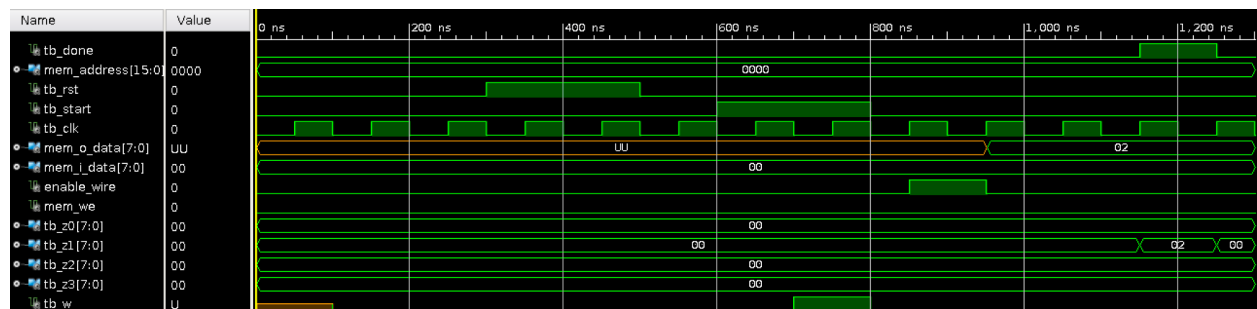 Name Value
0 ns 200 ns 400 ns 600 ns 800 ns 1,000 ns 1,200 ns
tb_done 0
mem_address[15:0] 0000 0000
tb_rst 0
tb_start 0
tb_clk 0
mem_o_data[7:0] UU UU 02
mem_i_data[7:0] 00 00
enable_wire 0
mem_we 0
tb_z0[7:0] 00 00
tb_z1[7:0] 00 00 02 00
tb_z2[7:0] 00 00
tb_z3[7:0] 00 00
tb_w U